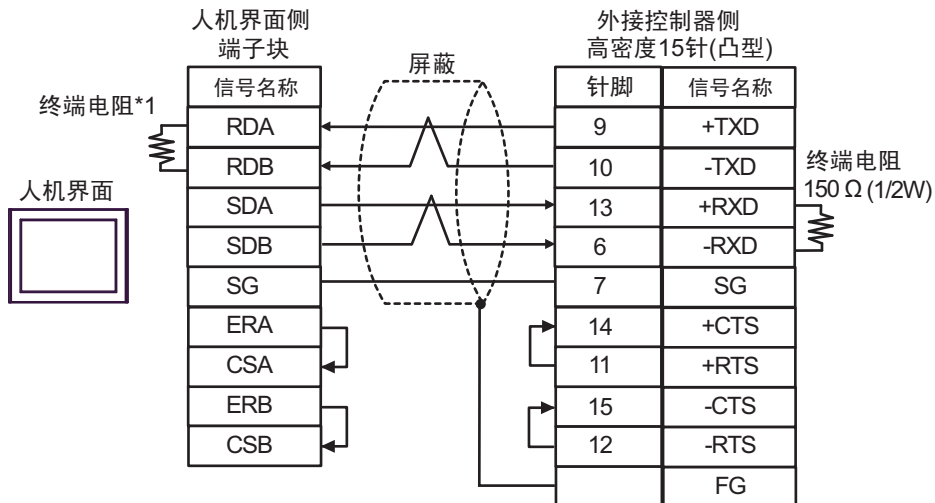 人机界面侧
端子块
外接控制器侧
高密度15针(凸型)
屏蔽
终端电阻*1
人机界面
信号名称
RDA
RDB
SDA
SDB
SG
ERA
CSA
ERB
CSB
针脚 信号名称
9 +TXD
10 -TXD
13 +RXD
6 -RXD
7 SG
14 +CTS
11 +RTS
15 -CTS
12 -RTS
FG
终端电阻
150 Ω (1/2W)